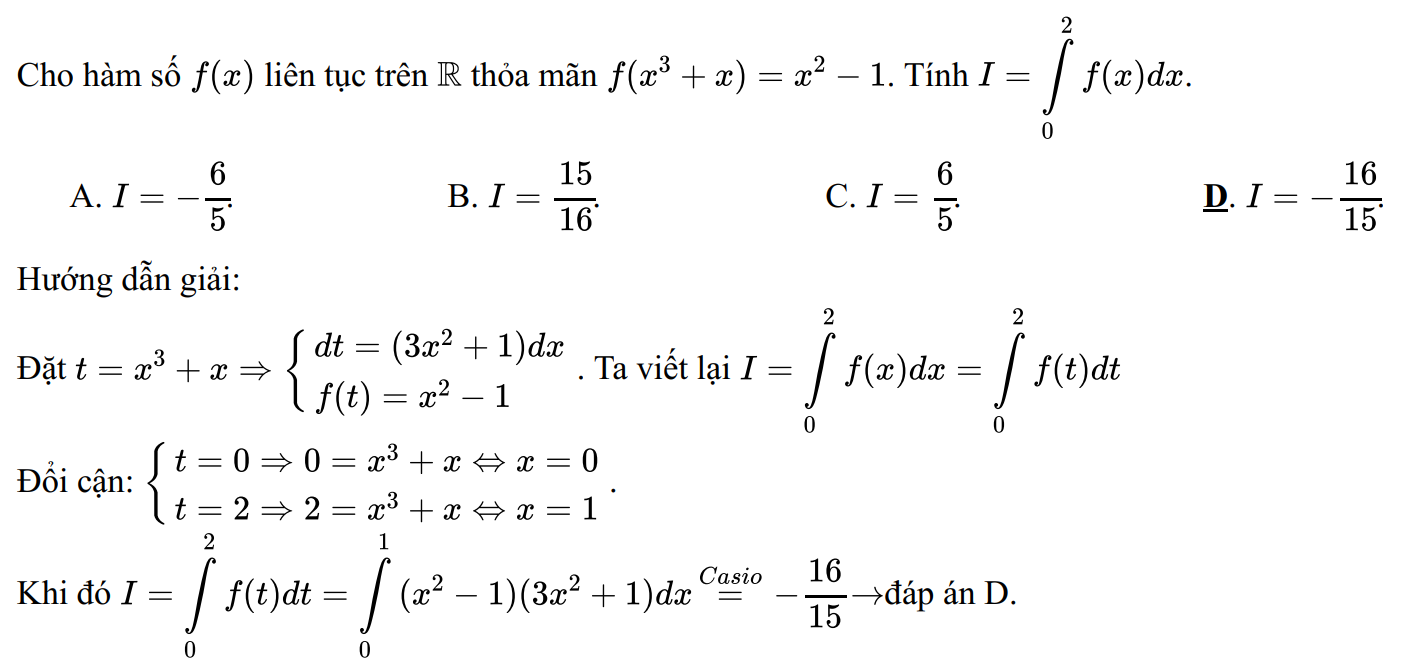 Cho hàm số f(x) liên tục trên ℝ thỏa mãn f(x³ + x) = x² − 1. Tính I = ∫₀² f(x)dx.
A. I = −6/5. B. I = 15/16. C. I = 6/5. D. I = −16/15.
Hướng dẫn giải:
Đặt t = x³ + x ⇒ { dt = (3x² + 1)dx ; f(t) = x² − 1 . Ta viết lại I = ∫₀² f(x)dx = ∫₀² f(t)dt
Đổi cận: { t = 0 ⇒ 0 = x³ + x ⇔ x = 0 ; t = 2 ⇒ 2 = x³ + x ⇔ x = 1 .
Khi đó I = ∫₀² f(t)dt = ∫₀¹ (x² − 1)(3x² + 1)dx =^Casio −16/15 → đáp án D.